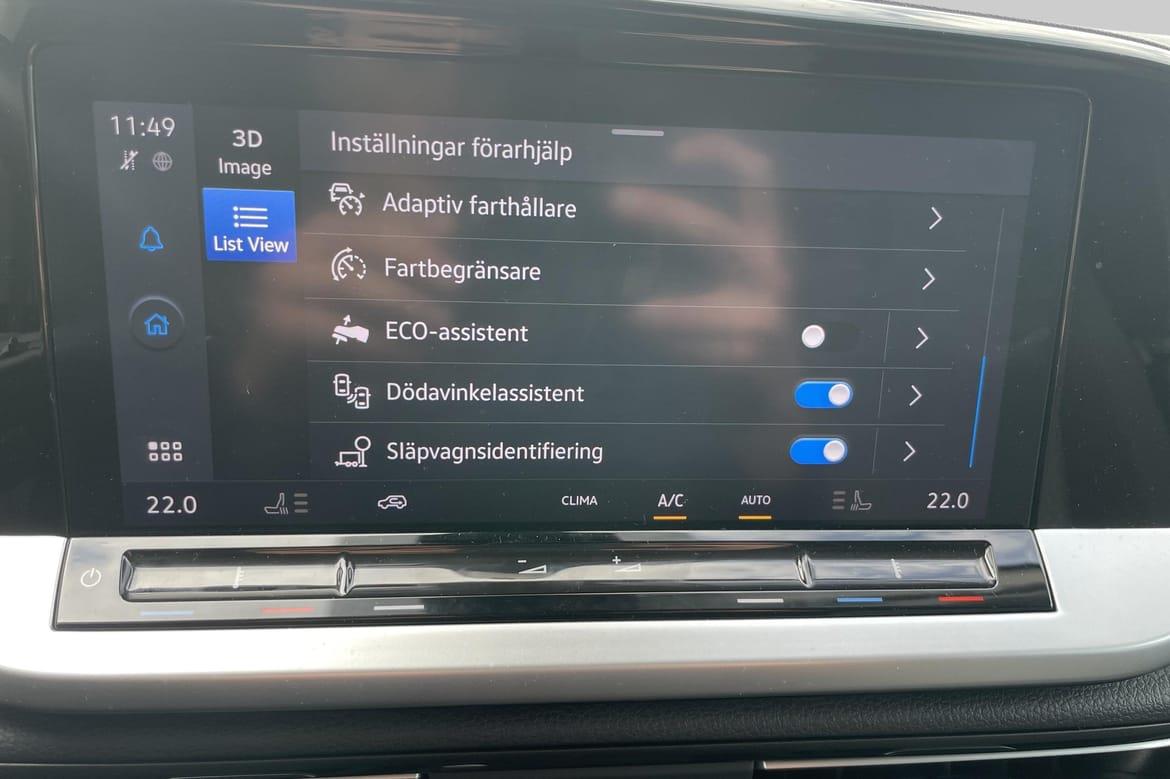 11:49
3D
Image
List View
Inställningar förarhjälp
Adaptiv farthållare
Fartbegränsare
ECO-assistent
Dödavinkelassistent
Släpvagnsidentifiering
22.0
CLIMA
A/C
AUTO
22.0